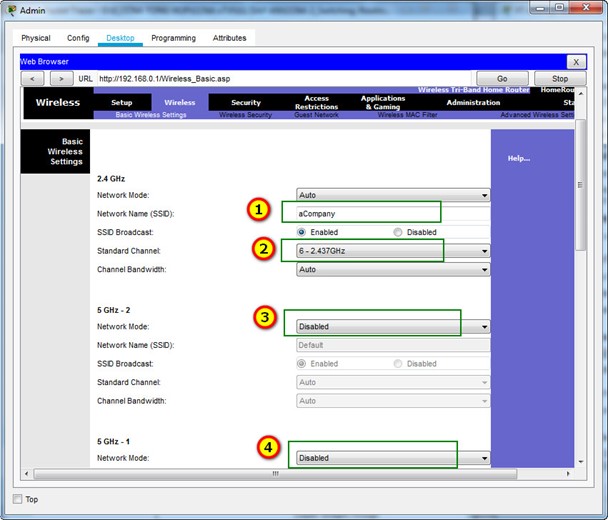 Admin
Physical Config Desktop Programming Attributes
Web Browser X
< > URL http://192.168.0.1/Wireless_Basic.asp Go Stop
Wireless Tri-Band Home Router HomeRou
Wireless Setup Wireless Security Access Restrictions Applications & Gaming Administration Sta
Basic Wireless Settings Wireless Security Guest Network Wireless MAC Filter Advanced Wireless Setti
Basic
Wireless
Settings
Help...
2.4 GHz
Network Mode: Auto
1
Network Name (SSID): aCompany
SSID Broadcast: Enabled Disabled
2
Standard Channel: 6 - 2.437GHz
Channel Bandwidth: Auto
5 GHz - 2
3
Network Mode: Disabled
Network Name (SSID): Default
SSID Broadcast: Enabled Disabled
Standard Channel: Auto
Channel Bandwidth: Auto
5 GHz - 1
4
Network Mode: Disabled
Top